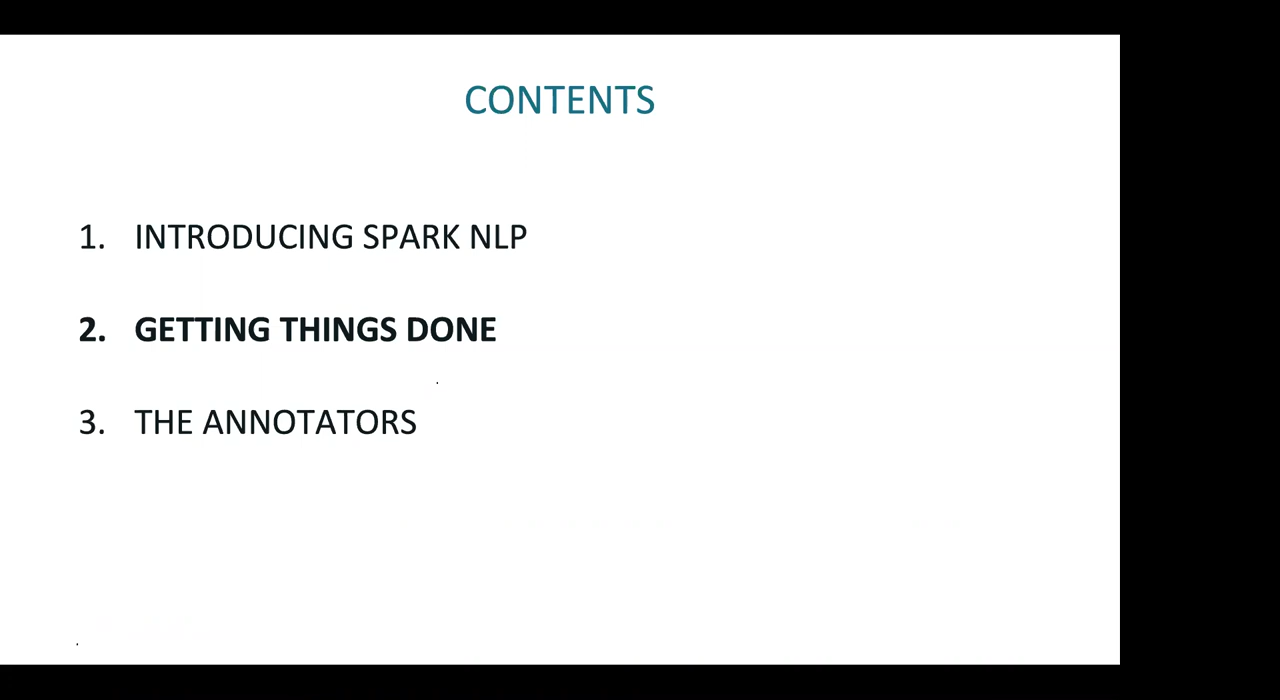 CONTENTS
1. INTRODUCING SPARK NLP
2. GETTING THINGS DONE
3. THE ANNOTATORS